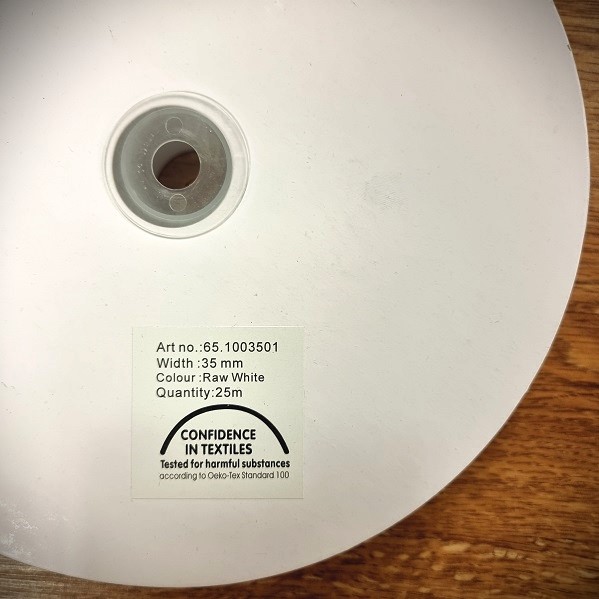 Art no.:65.1003501
Width :35 mm
Colour :Raw White
Quantity:25m
CONFIDENCE
IN TEXTILES
Tested for harmful substances
according to Oeko-Tex Standard 100